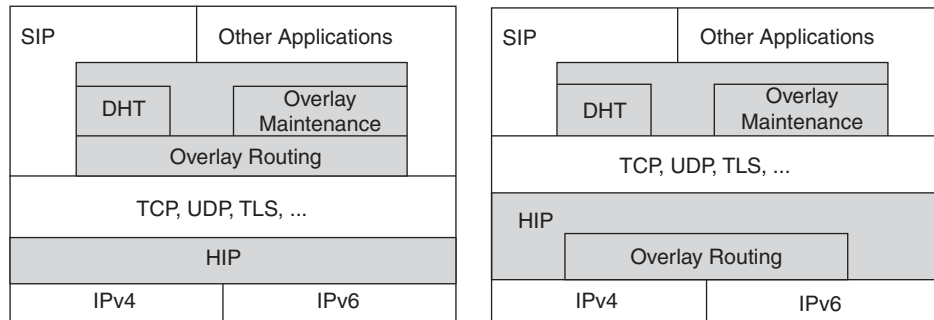 SIP
Other Applications
DHT
Overlay
Maintenance
Overlay Routing
TCP, UDP, TLS, ...
HIP
IPv4
IPv6
SIP
Other Applications
DHT
Overlay
Maintenance
TCP, UDP, TLS, ...
HIP
Overlay Routing
IPv4
IPv6